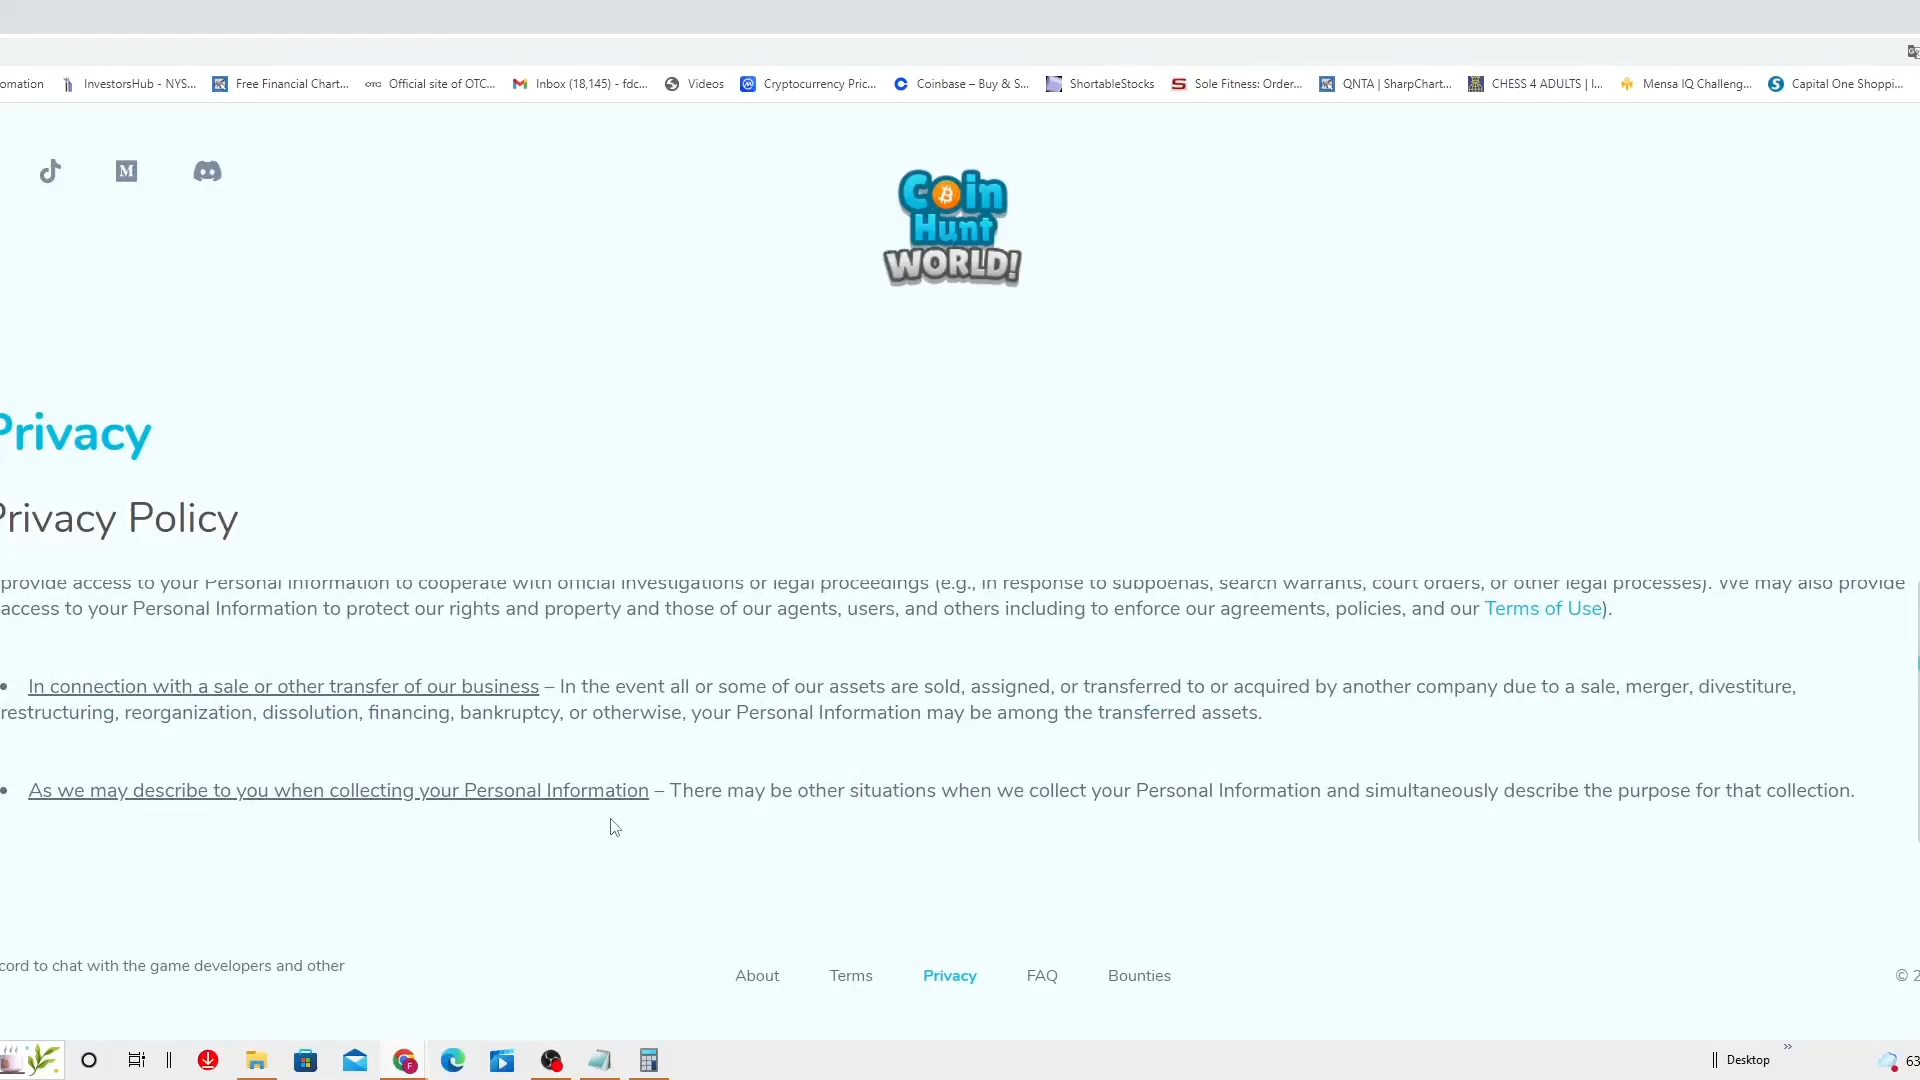 omation InvestorsHub - NYS... Free Financial Chart... OTC Official site of OTC... Inbox (18,145) - fdc... Videos Cryptocurrency Pric... Coinbase – Buy & S... ShortableStocks S Sole Fitness: Order... QNTA | SharpChart... CHESS 4 ADULTS | I... Mensa IQ Challeng... Capital One Shoppi...
M
Coin
Hunt
WORLD!
Privacy
Privacy Policy
provide access to your Personal Information to cooperate with official investigations or legal proceedings (e.g., in response to subpoenas, search warrants, court orders, or other legal processes). We may also provide
access to your Personal Information to protect our rights and property and those of our agents, users, and others including to enforce our agreements, policies, and our Terms of Use).
• In connection with a sale or other transfer of our business – In the event all or some of our assets are sold, assigned, or transferred to or acquired by another company due to a sale, merger, divestiture,
restructuring, reorganization, dissolution, financing, bankruptcy, or otherwise, your Personal Information may be among the transferred assets.
• As we may describe to you when collecting your Personal Information – There may be other situations when we collect your Personal Information and simultaneously describe the purpose for that collection.
cord to chat with the game developers and other
About Terms Privacy FAQ Bounties
© 2
Desktop
63